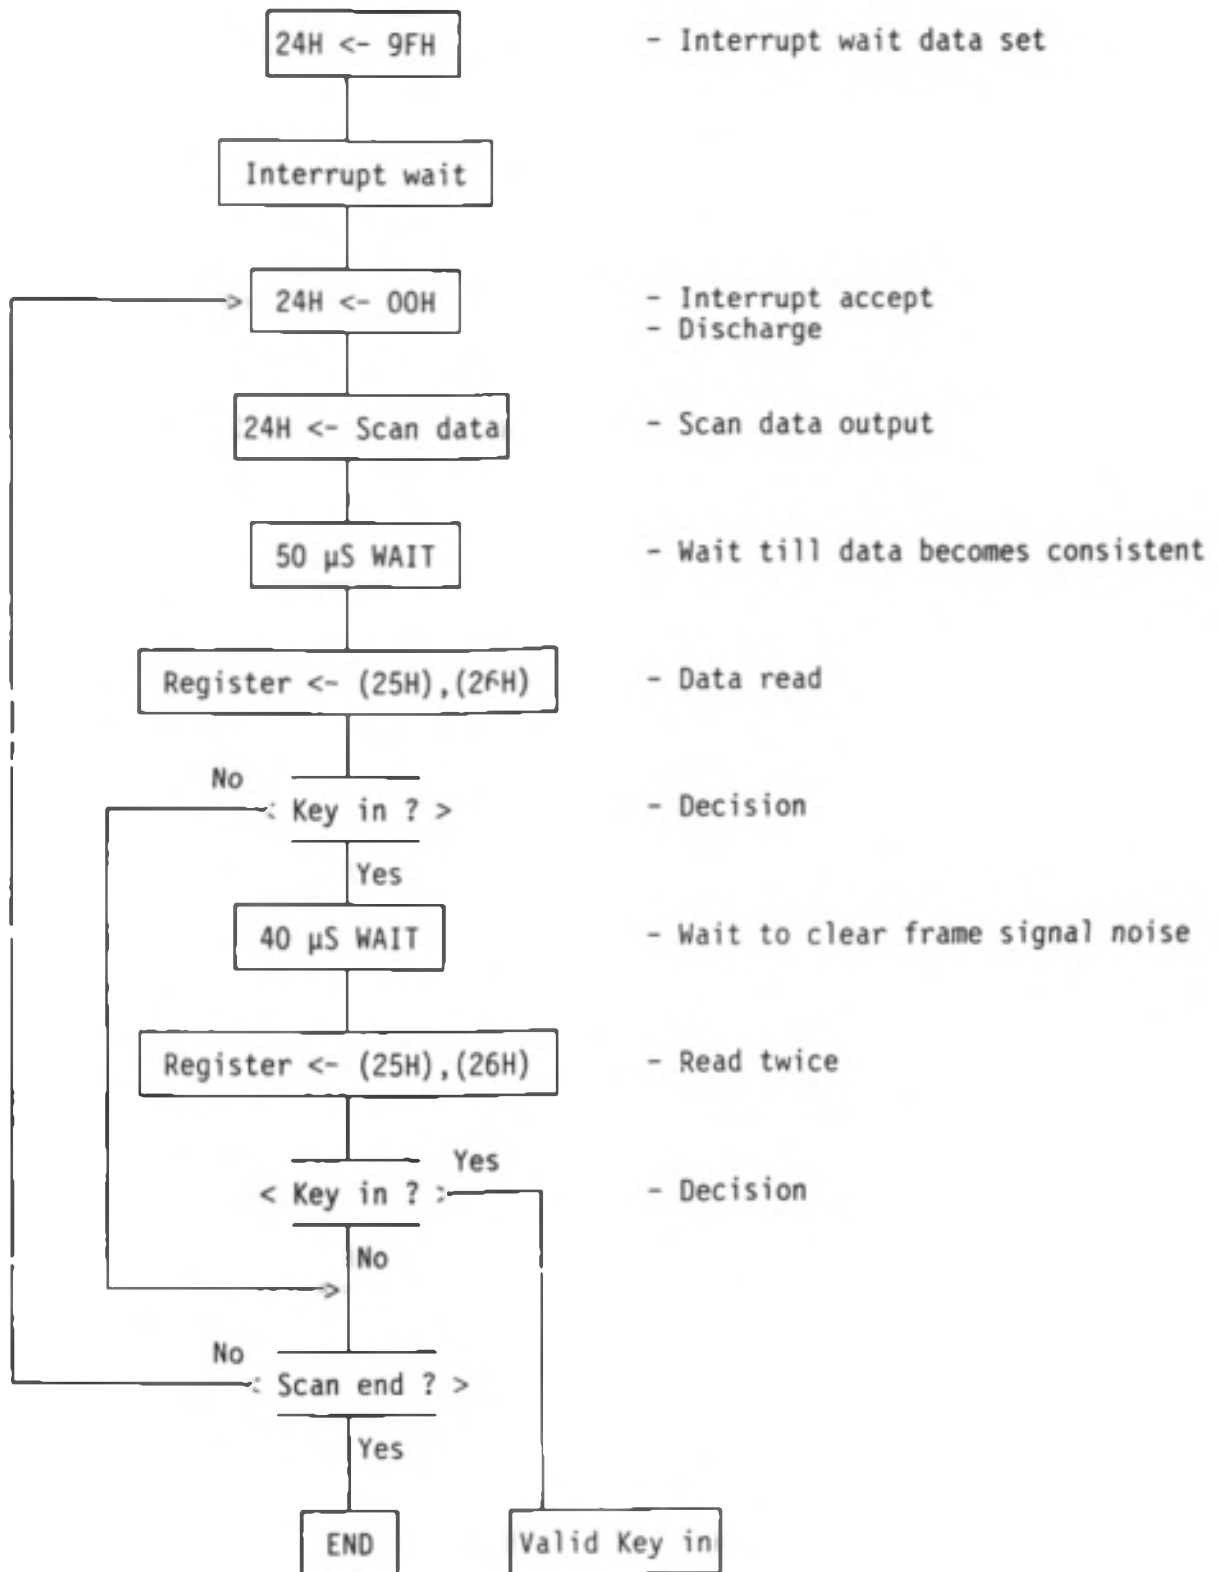 24H <- 9FH - Interrupt wait data set
Interrupt wait
24H <- 00H - Interrupt accept
- Discharge
24H <- Scan data - Scan data output
50 µS WAIT - Wait till data becomes consistent
Register <- (25H),(26H) - Data read
No
< Key in ? > - Decision
Yes
40 µS WAIT - Wait to clear frame signal noise
Register <- (25H),(26H) - Read twice
Yes
< Key in ? > - Decision
No
No
< Scan end ? >
Yes
END Valid Key in